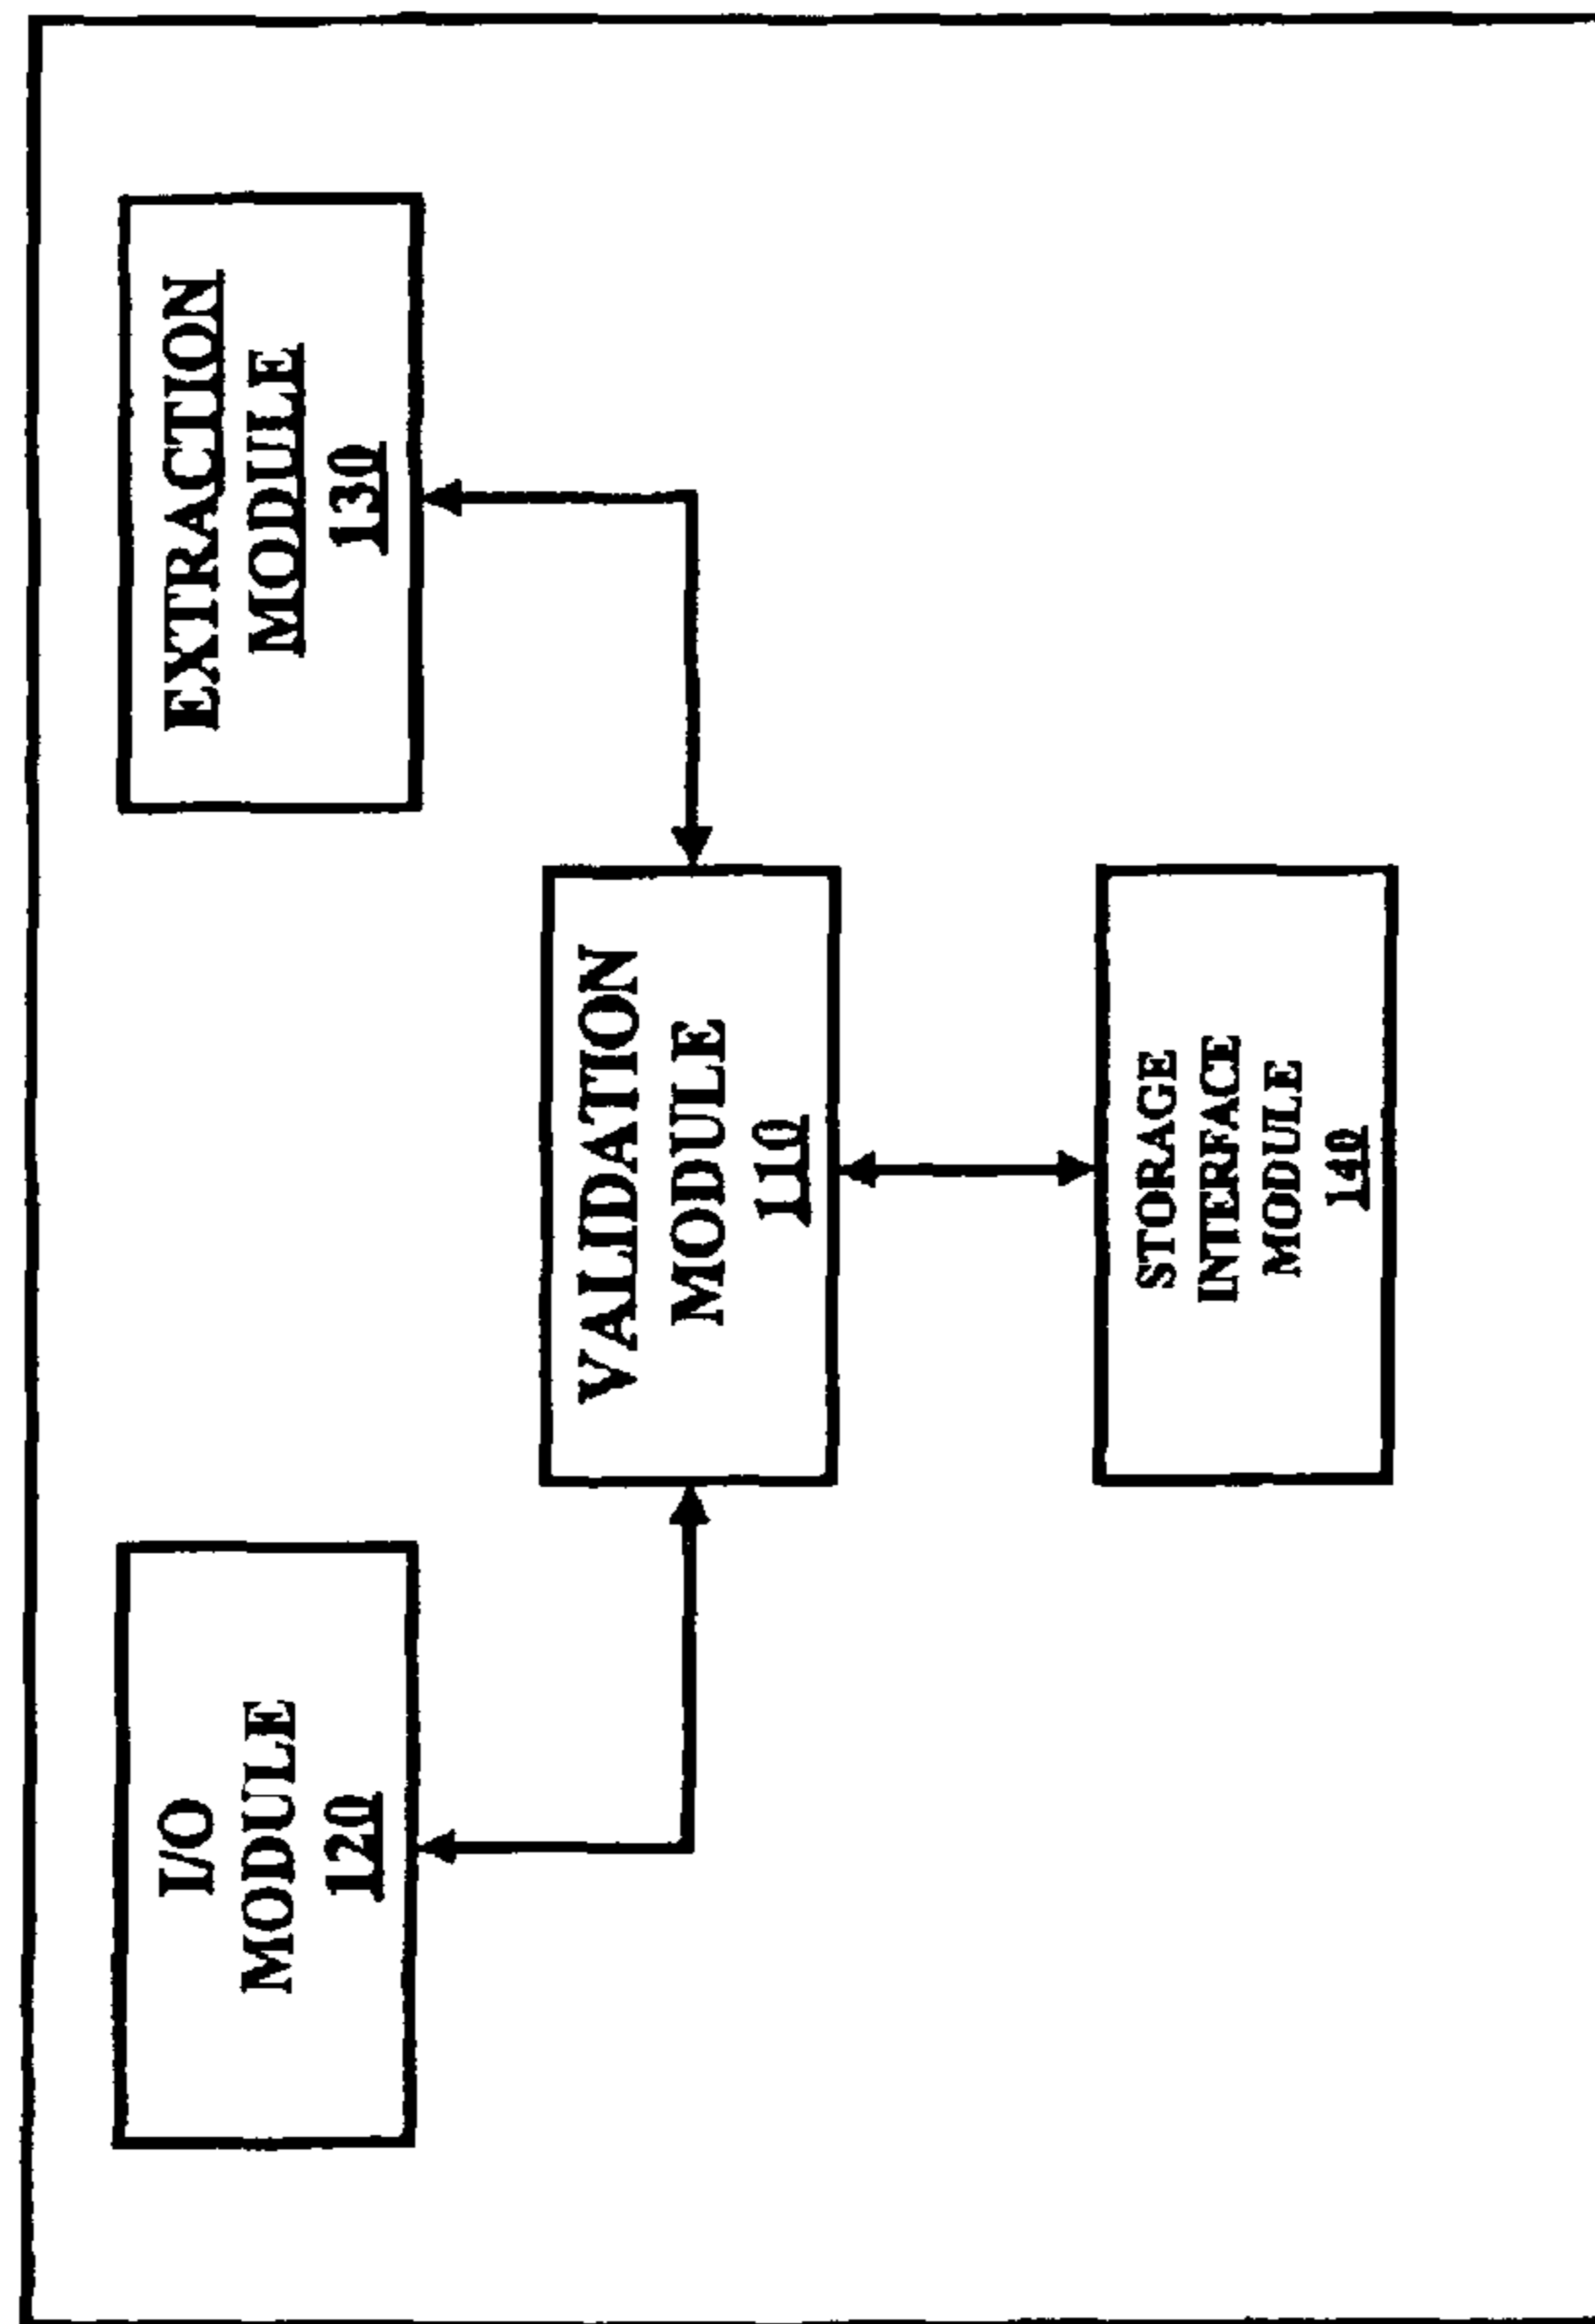 I/O
MODULE
120
EXTRACTION
MODULE
130
VALIDATION
MODULE
110
STORAGE
INTERFACE
MODULE
140